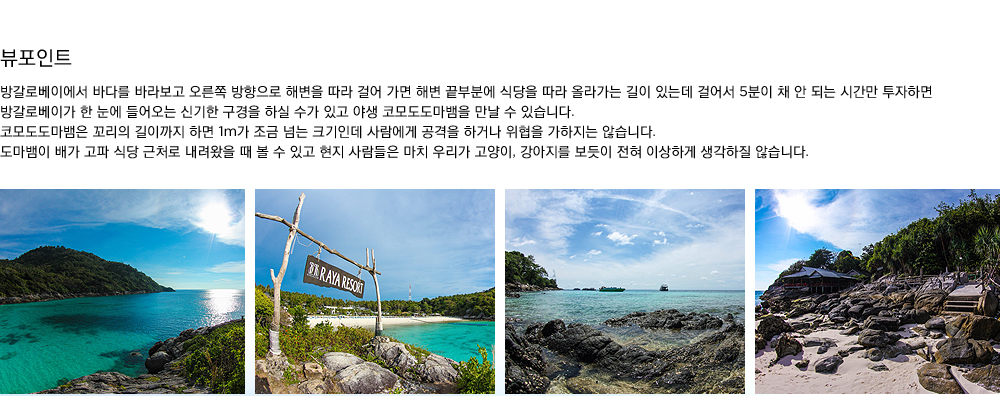 뷰포인트
방갈로베이에서 바다를 바라보고 오른쪽 방향으로 해변을 따라 걸어 가면 해변 끝부분에 식당을 따라 올라가는 길이 있는데 걸어서 5분이 채 안 되는 시간만 투자하면
방갈로베이가 한 눈에 들어오는 신기한 구경을 하실 수가 있고 야생 코모도도마뱀을 만날 수 있습니다.
코모도도마뱀은 꼬리의 길이까지 하면 1m가 조금 넘는 크기인데 사람에게 공격을 하거나 위협을 가하지는 않습니다.
도마뱀이 배가 고파 식당 근처로 내려왔을 때 볼 수 있고 현지 사람들은 마치 우리가 고양이, 강아지를 보듯이 전혀 이상하게 생각하질 않습니다.
RAYA RESORT